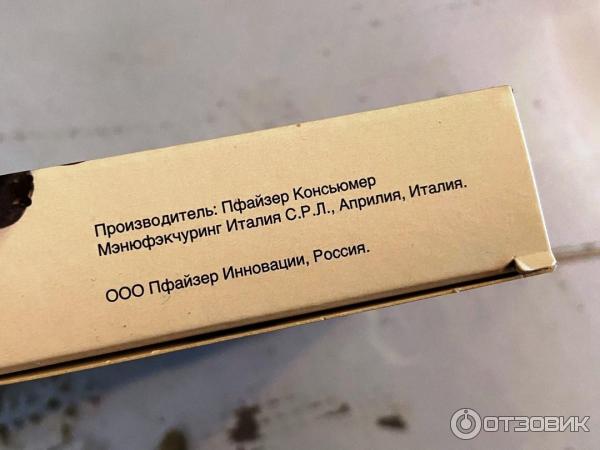 Производитель: Пфайзер Консьюмер
Мэнюфэкчуринг Италия С.Р.Л., Априлия, Италия.
ООО Пфайзер Инновации, Россия.
ОТЗОВИК